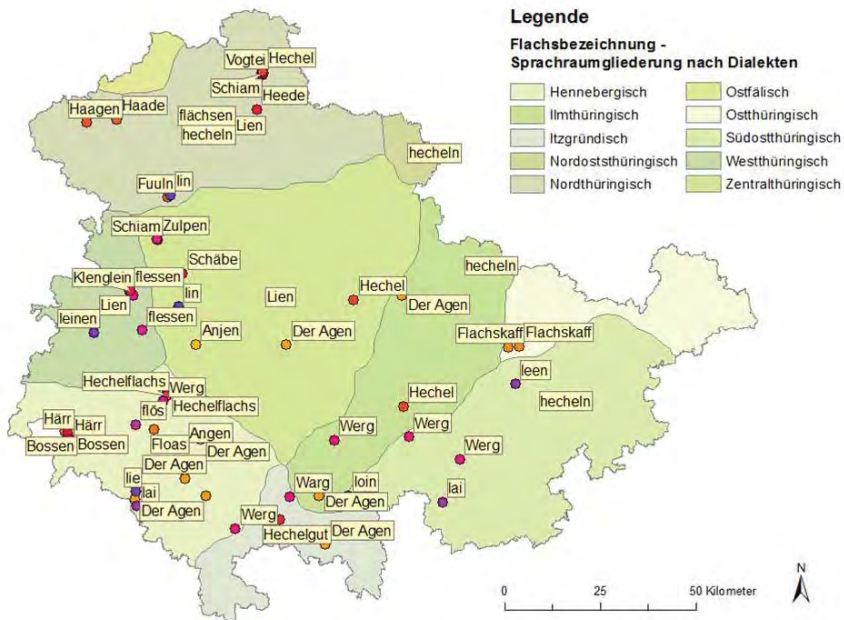 Legende
Flachsbezeichnung -
Sprachraumgliederung nach Dialekten
Hennebergisch
Ilmthüringisch
Itzgründisch
Nordoststhüringisch
Nordthüringisch
Ostfälisch
Ostthüringisch
Südostthüringisch
Westthüringisch
Zentralthüringisch
Vogtei Hechel
Schiam
Heede
Haagen Haade
flächsen
Lien
hecheln
hecheln
Fuuln lin
Schiam Zulpen
Schäbe
hecheln
Klenglein flessen
Lien
Lien
lin
Hechel
Der Agen
leinen
flessen
Anjen
Der Agen
Flachskaff Flachskaff
leen
Hechelflachs Werg
Hechelflachs
Hechel
hecheln
flös
Härr Härr
Bossen Bossen
Floas
Angen
Der Agen
Werg
Werg
Werg
Der Agen
lie
lai
Der Agen
Warg
loin
Der Agen
lai
Werg
Hechelgut
Der Agen
N
0 25 50 Kilometer